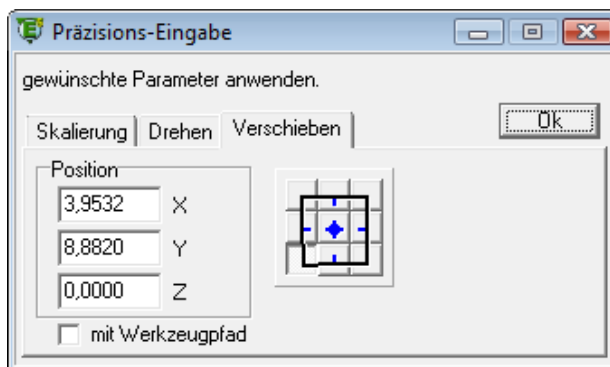 Präzisions-Eingabe
gewünschte Parameter anwenden.
Ok
Skalierung Drehen Verschieben
Position
3,9532 X
8,8820 Y
0,0000 Z
mit Werkzeugpfad